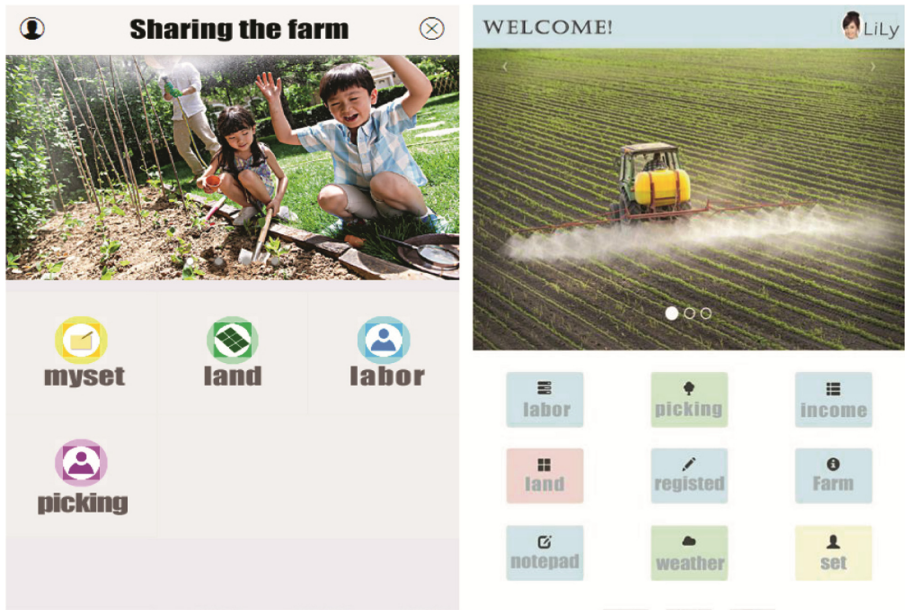 Sharing the farm
myset
land
labor
picking
WELCOME!
LiLy
labor
picking
income
land
registed
Farm
notepad
weather
set